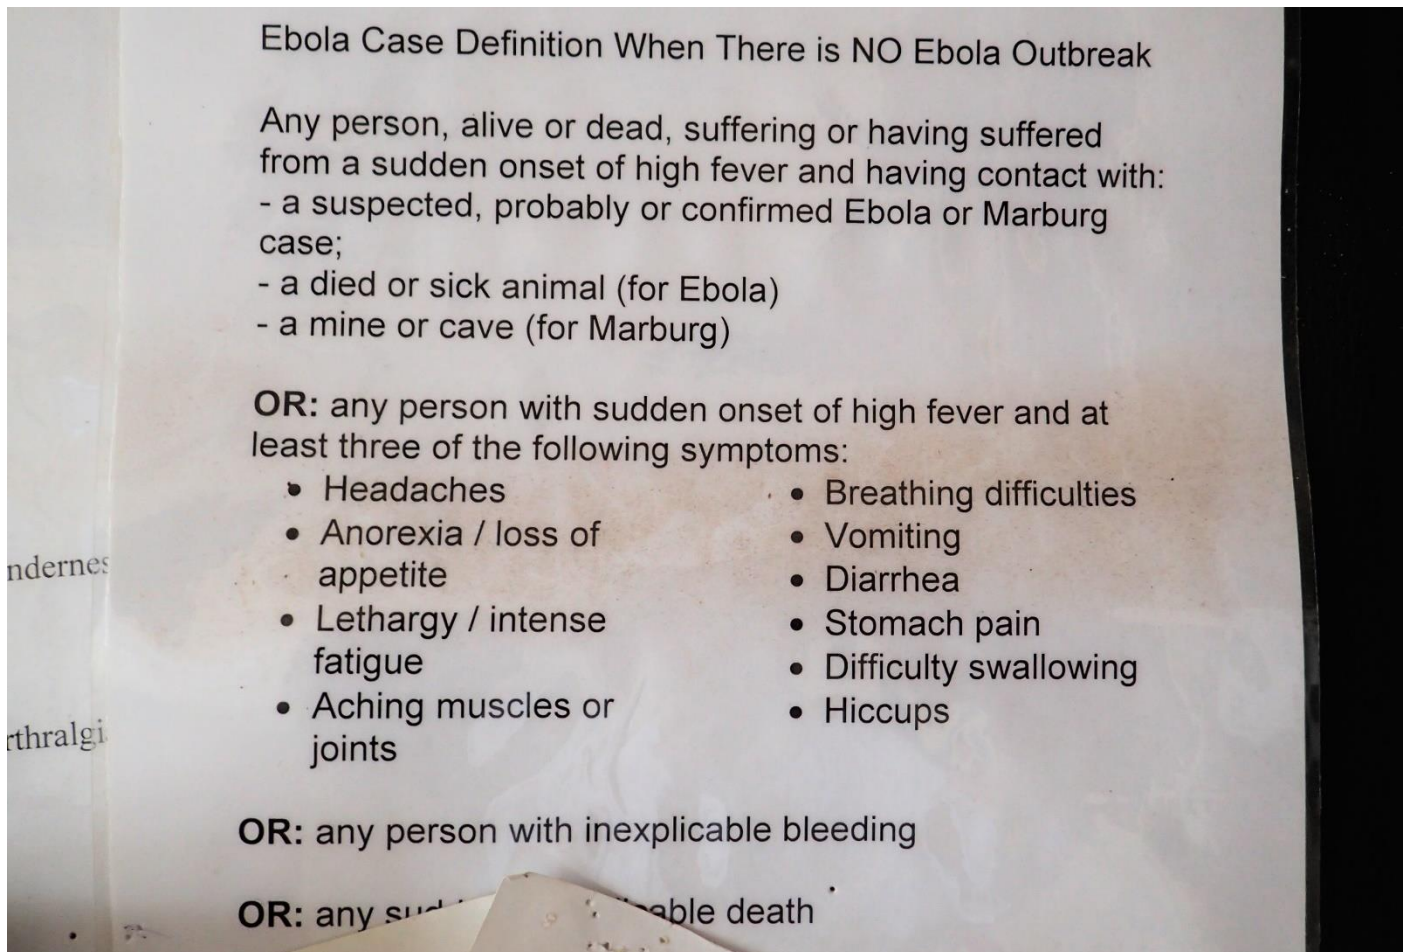 Ebola Case Definition When There is NO Ebola Outbreak
Any person, alive or dead, suffering or having suffered
from a sudden onset of high fever and having contact with:
- a suspected, probably or confirmed Ebola or Marburg
case;
- a died or sick animal (for Ebola)
- a mine or cave (for Marburg)
OR: any person with sudden onset of high fever and at
least three of the following symptoms:
• Headaches
• Anorexia / loss of
appetite
• Lethargy / intense
fatigue
• Aching muscles or
joints
• Breathing difficulties
• Vomiting
• Diarrhea
• Stomach pain
• Difficulty swallowing
• Hiccups
OR: any person with inexplicable bleeding
OR: any death